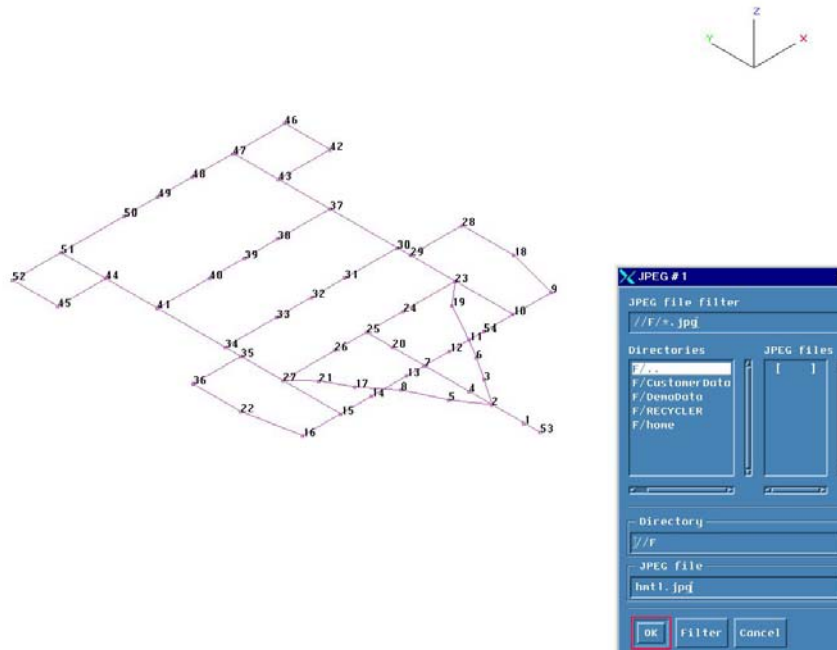 Z
Y X
46
47 42
48 43
49
50 37
38 28
51 39 30 29 18
52 44 40 31 23 9
45 32 19 10
41 33 24
54
34 25 11
35 26 20 12 6
7
36 27 21 13 3
17 14 8 4
22 15 5 2
16 1
53
JPEG #1
JPEG file filter
//F/*.jpg
Directories JPEG files
F/.. [ ]
F/CustomerData
F/DemoData
F/RECYCLER
F/home
Directory
//F
JPEG file
hmtl.jpg
OK Filter Cancel